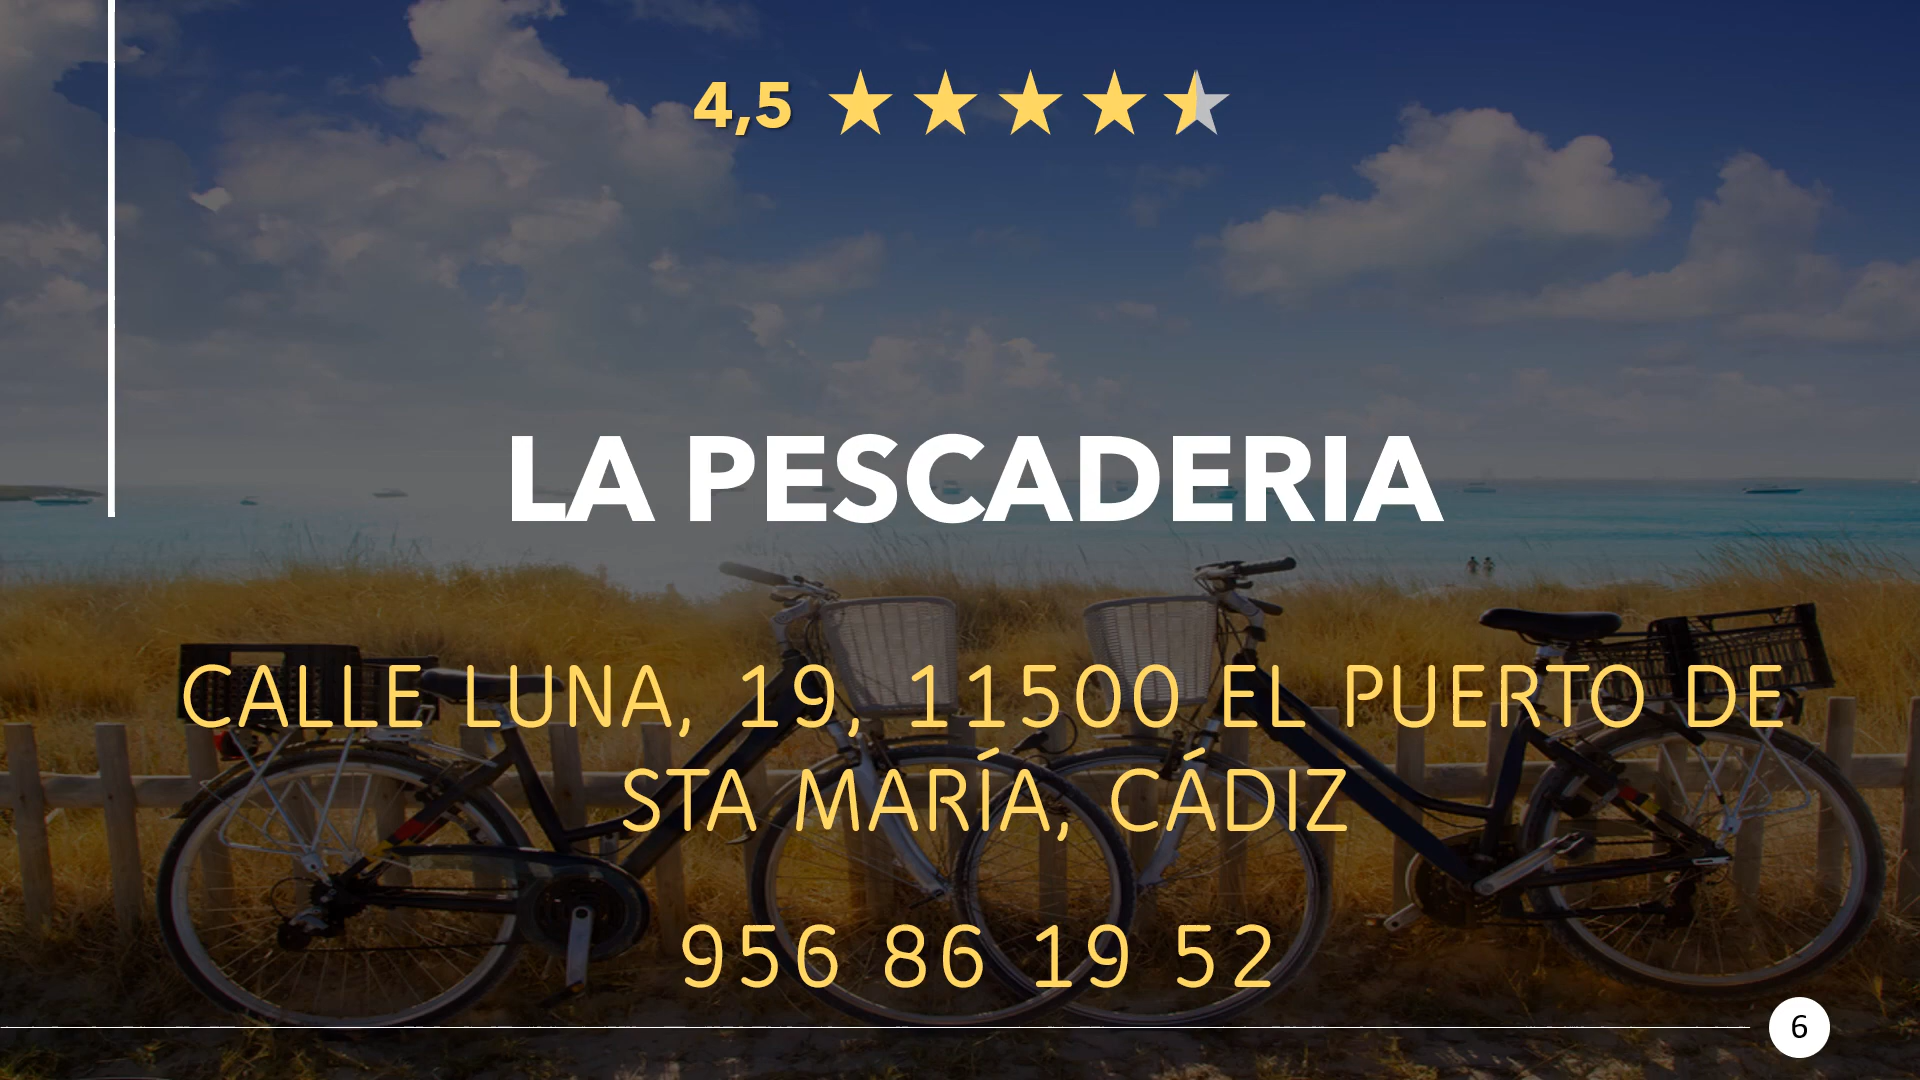 4,5
LA PESCADERIA
CALLE LUNA, 19, 11500 EL PUERTO DE
STA MARÍA, CÁDIZ
956 86 19 52
6